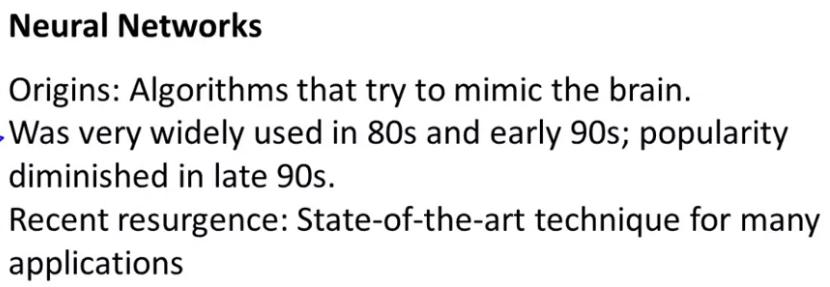 Neural Networks
Origins: Algorithms that try to mimic the brain.
Was very widely used in 80s and early 90s; popularity
diminished in late 90s.
Recent resurgence: State-of-the-art technique for many
applications